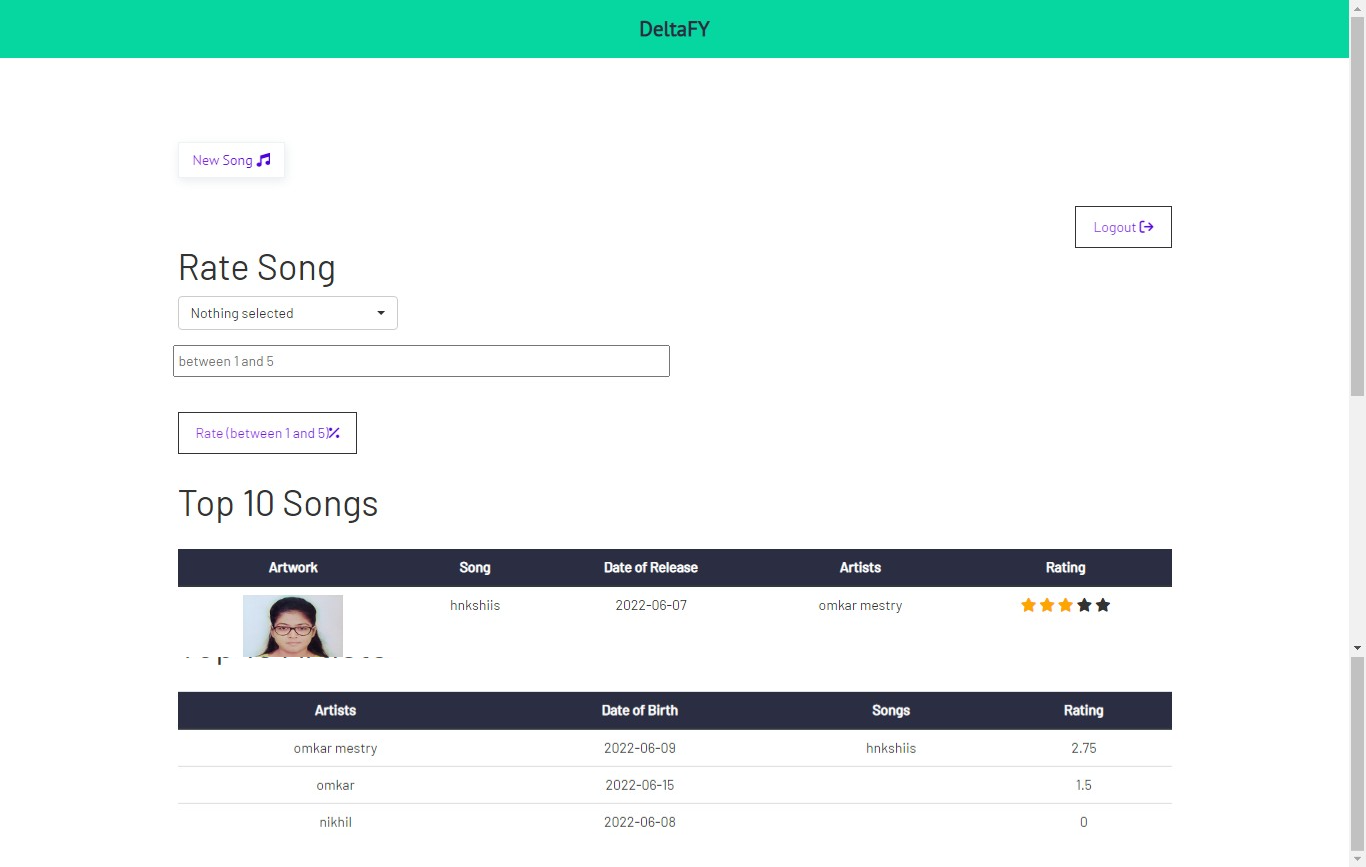 DeltaFY
New Song
Logout
Rate Song
Nothing selected
between 1 and 5
Rate (between 1 and 5)
Top 10 Songs
Artwork Song Date of Release Artists Rating
hnkshiis 2022-06-07 omkar mestry
Artists Date of Birth Songs Rating
omkar mestry 2022-06-09 hnkshiis 2.75
omkar 2022-06-15 1.5
nikhil 2022-06-08 0